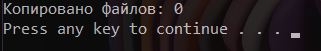 Копировано файлов: 0
Press any key to continue . . .